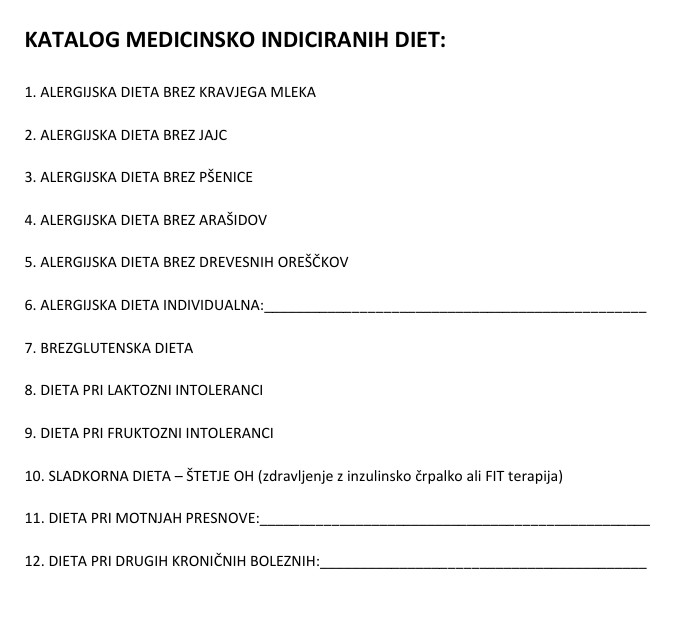 KATALOG MEDICINSKO INDICIRANIH DIET:
1. ALERGIJSKA DIETA BREZ KRAVJEGA MLEKA
2. ALERGIJSKA DIETA BREZ JAJC
3. ALERGIJSKA DIETA BREZ PŠENICE
4. ALERGIJSKA DIETA BREZ ARAŠIDOV
5. ALERGIJSKA DIETA BREZ DREVESNIH OREŠČKOV
6. ALERGIJSKA DIETA INDIVIDUALNA:_______________________________________________
7. BREZGLUTENSKA DIETA
8. DIETA PRI LAKTOZNI INTOLERANCI
9. DIETA PRI FRUKTOZNI INTOLERANCI
10. SLADKORNA DIETA – ŠTETJE OH (zdravljenje z inzulinsko črpalko ali FIT terapija)
11. DIETA PRI MOTNJAH PRESNOVE:________________________________________________
12. DIETA PRI DRUGIH KRONIČNIH BOLEZNIH:________________________________________